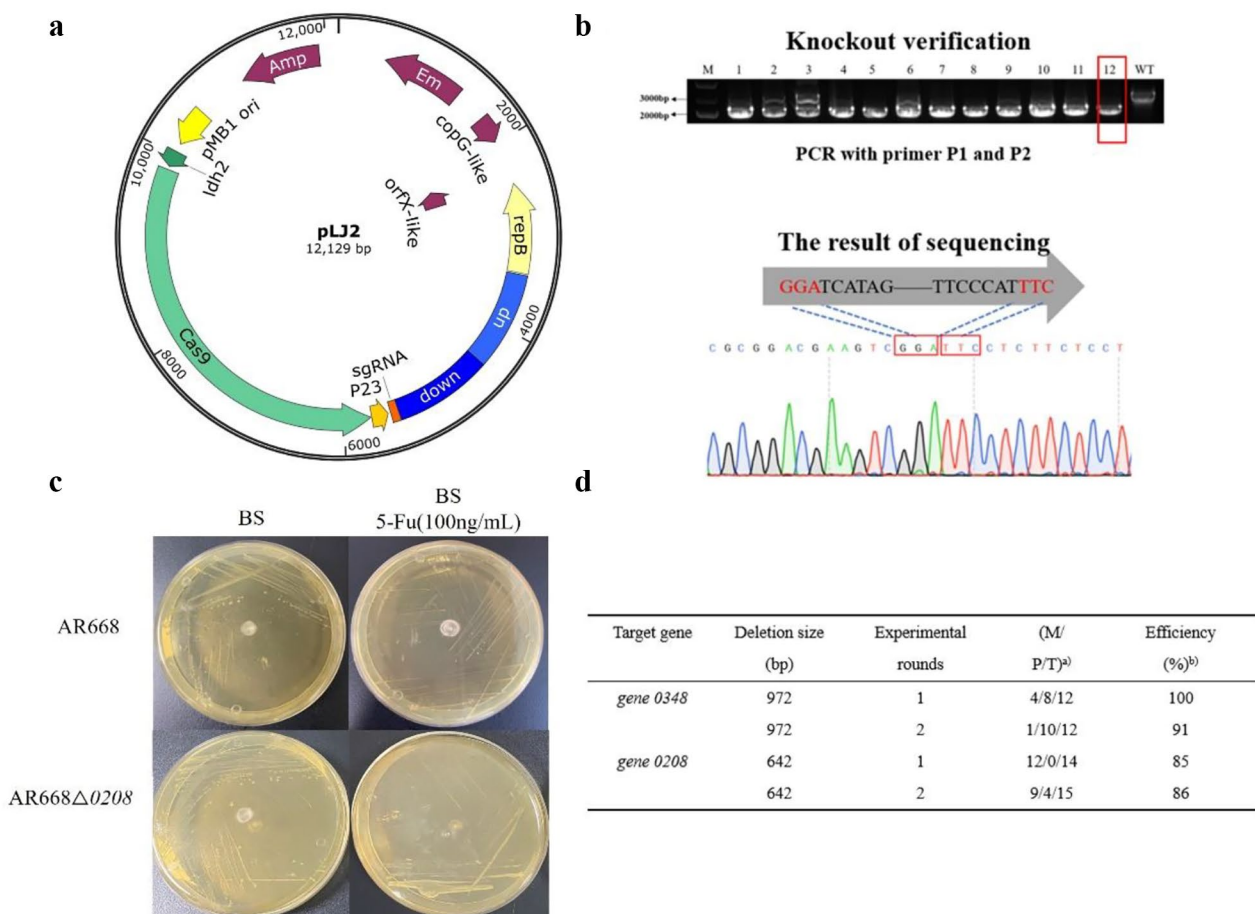 a
12,000
Amp
Em
2000
copG-like
pMB1 ori
10,000
ldh2
orfX-like
pLJ2
12,129 bp
repB
up
4000
Cas9
8000
sgRNA
P23
down
6000
b
Knockout verification
M 1 2 3 4 5 6 7 8 9 10 11 12 WT
3000bp
2000bp
PCR with primer P1 and P2
The result of sequencing
GGATCATAG——TTCCCATTTC
C G C G G A C G A A G T C G G A T T C C T C T T C T C C T
c
BS
BS
5-Fu(100ng/mL)
AR668
AR668△0208
d
Target gene Deletion size Experimental (M/ Efficiency
(bp) rounds P/T)a) (%)b)
gene 0348 972 1 4/8/12 100
972 2 1/10/12 91
gene 0208 642 1 12/0/14 85
642 2 9/4/15 86